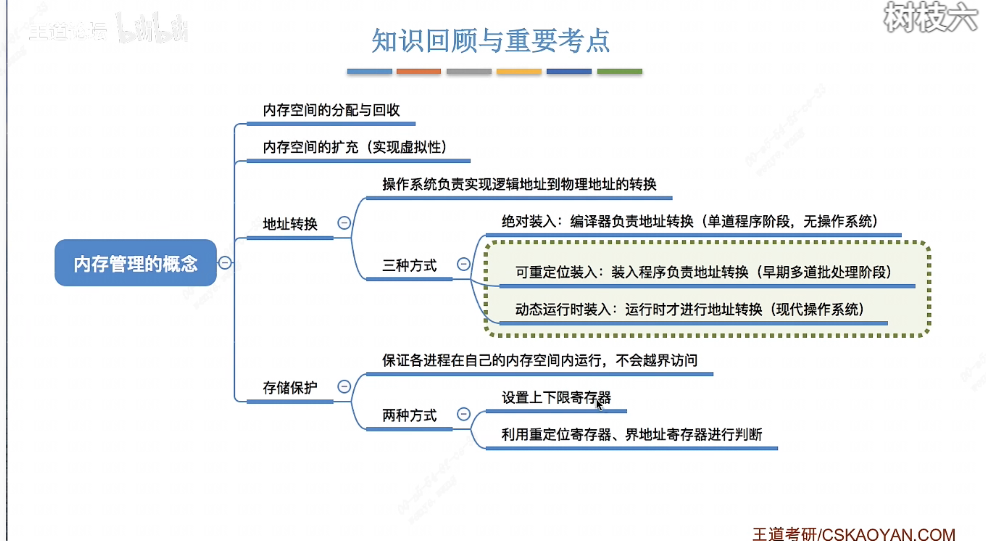 树枝六
知识回顾与重要考点
内存空间的分配与回收
内存空间的扩充（实现虚拟性）
操作系统负责实现逻辑地址到物理地址的转换
地址转换
绝对装入：编译器负责地址转换（单道程序阶段，无操作系统）
三种方式
内存管理的概念
可重定位装入：装入程序负责地址转换（早期多道批处理阶段）
动态运行时装入：运行时才进行地址转换（现代操作系统）
保证各进程在自己的内存空间内运行，不会越界访问
存储保护
设置上下限寄存器
两种方式
利用重定位寄存器、界地址寄存器进行判断
王道考研/CSKAOYAN.COM